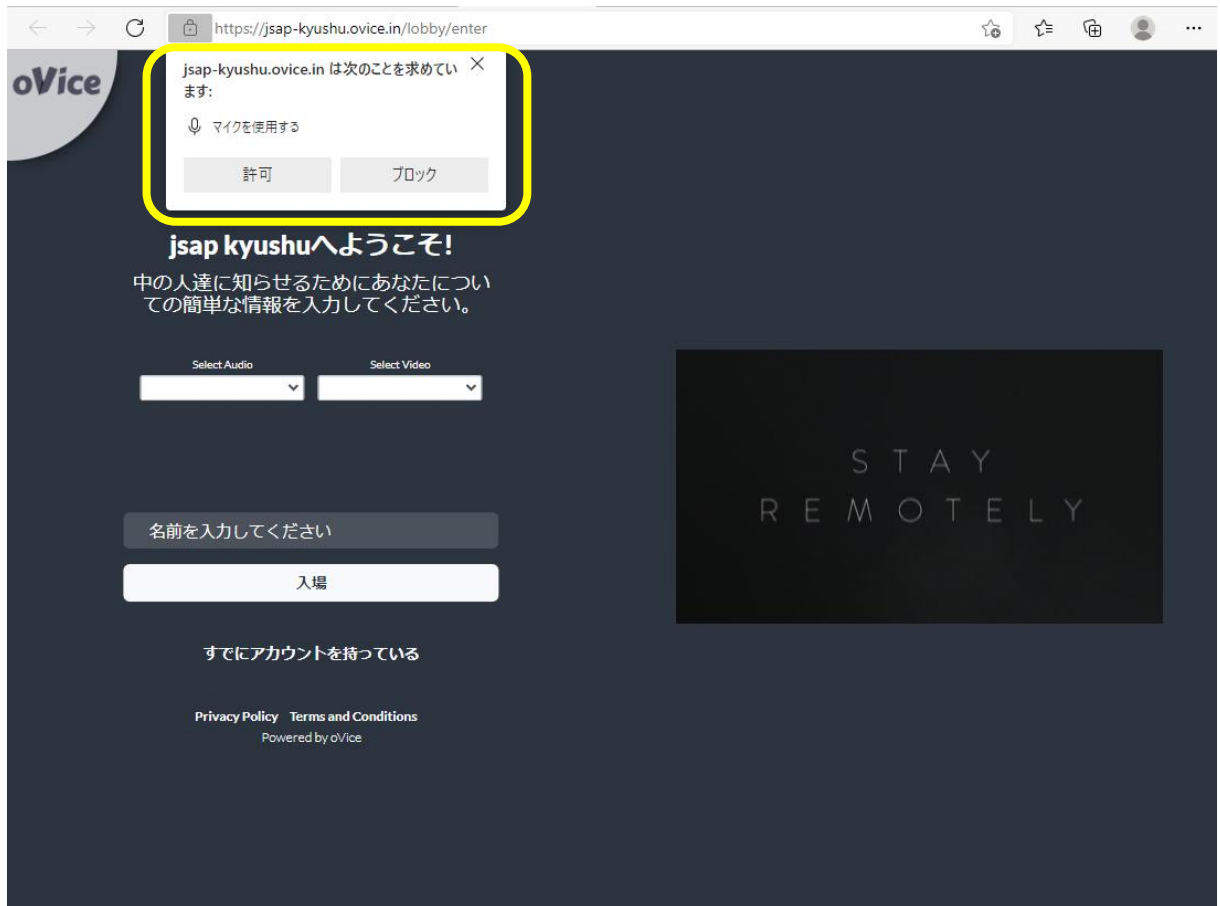 https://jsap-kyushu.ovice.in/lobby/enter
oVice
jsap-kyushu.ovice.in は次のことを求めてい
ます:
マイクを使用する
許可
ブロック
jsap kyushuへようこそ!
中の人達に知らせるためにあなたについ
ての簡単な情報を入力してください。
Select Audio
Select Video
名前を入力してください
入場
すでにアカウントを持っている
Privacy Policy Terms and Conditions
Powered by oVice
STAY
REMOTELY